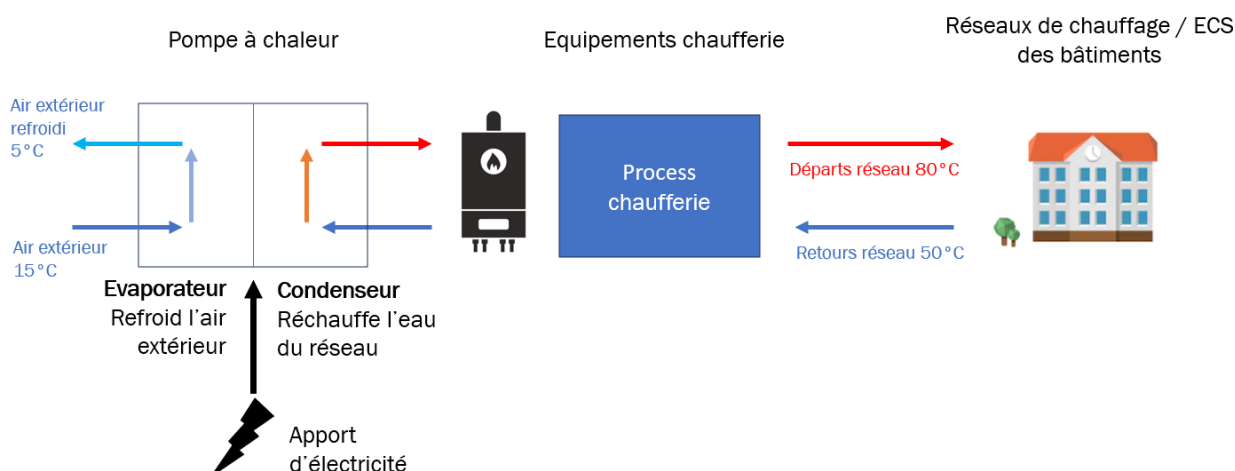 Pompe à chaleur
Equipements chaufferie
Réseaux de chauffage / ECS
des bâtiments
Air extérieur
refroidi
5°C
Air extérieur
15°C
Process
chaufferie
Départs réseau 80°C
Retours réseau 50°C
Evaporateur
Refroid l'air
extérieur
Condenseur
Réchauffe l'eau
du réseau
Apport
d'électricité